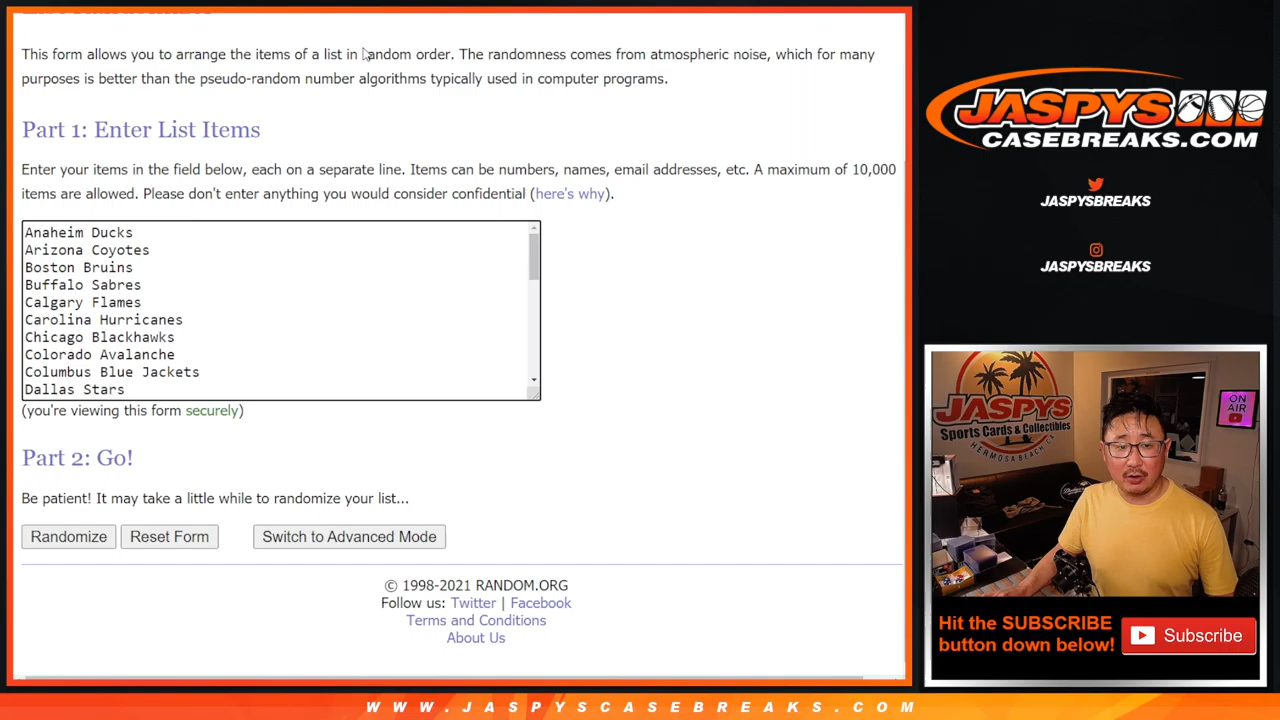 This form allows you to arrange the items of a list in random order. The randomness comes from atmospheric noise, which for many
purposes is better than the pseudo-random number algorithms typically used in computer programs.
Part 1: Enter List Items
Enter your items in the field below, each on a separate line. Items can be numbers, names, email addresses, etc. A maximum of 10,000
items are allowed. Please don't enter anything you would consider confidential (here's why).
Anaheim Ducks
Arizona Coyotes
Boston Bruins
Buffalo Sabres
Calgary Flames
Carolina Hurricanes
Chicago Blackhawks
Colorado Avalanche
Columbus Blue Jackets
Dallas Stars
(you're viewing this form securely)
Part 2: Go!
Be patient! It may take a little while to randomize your list...
Randomize
Reset Form
Switch to Advanced Mode
© 1998-2021 RANDOM.ORG
Follow us: Twitter | Facebook
Terms and Conditions
About Us
JASPYS
CASEBREAKS.COM
JASPYSBREAKS
JASPYSBREAKS
JASPYS
Sports Cards & Collectibles
HERMOSA BEACH, CA
ON
AIR
Hit the SUBSCRIBE
button down below!
Subscribe
WWW.JASPYSCASEBREAKS.COM